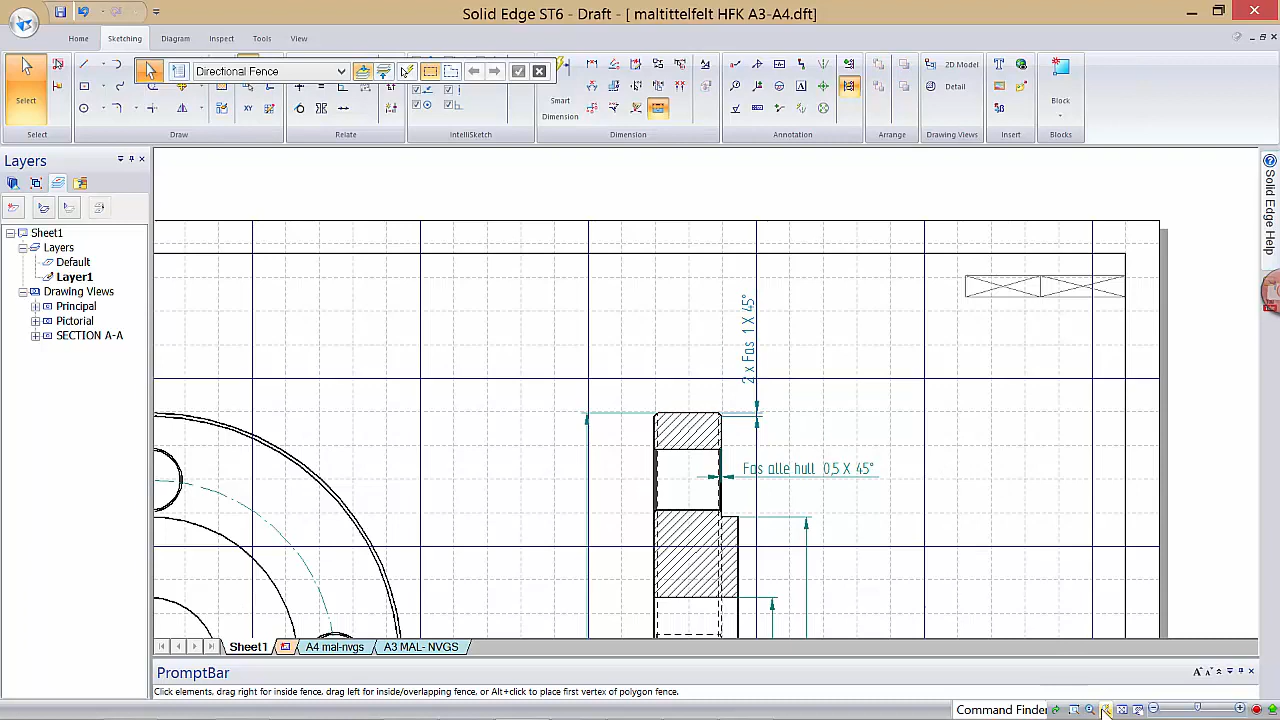 Solid Edge ST6 - Draft - [ maltittelfelt HFK A3-A4.dft]
Home Sketching Diagram Inspect Tools View
Directional Fence
Select
Smart Dimension
2D Model
Detail
Block
Select Draw Relate IntelliSketch Dimension Annotation Arrange Drawing Views Insert Blocks
XY
Layers
Sheet1
Layers
Default
Layer1
Drawing Views
Principal
Pictorial
SECTION A-A
2 x Fas 1 X 45°
Fas alle hull 0,5 X 45°
Solid Edge Help
Sheet1 A4 mal-nvgs A3 MAL- NVGS
PromptBar
Click elements, drag right for inside fence, drag left for inside/overlapping fence, or Alt+click to place first vertex of polygon fence.
Command Finder